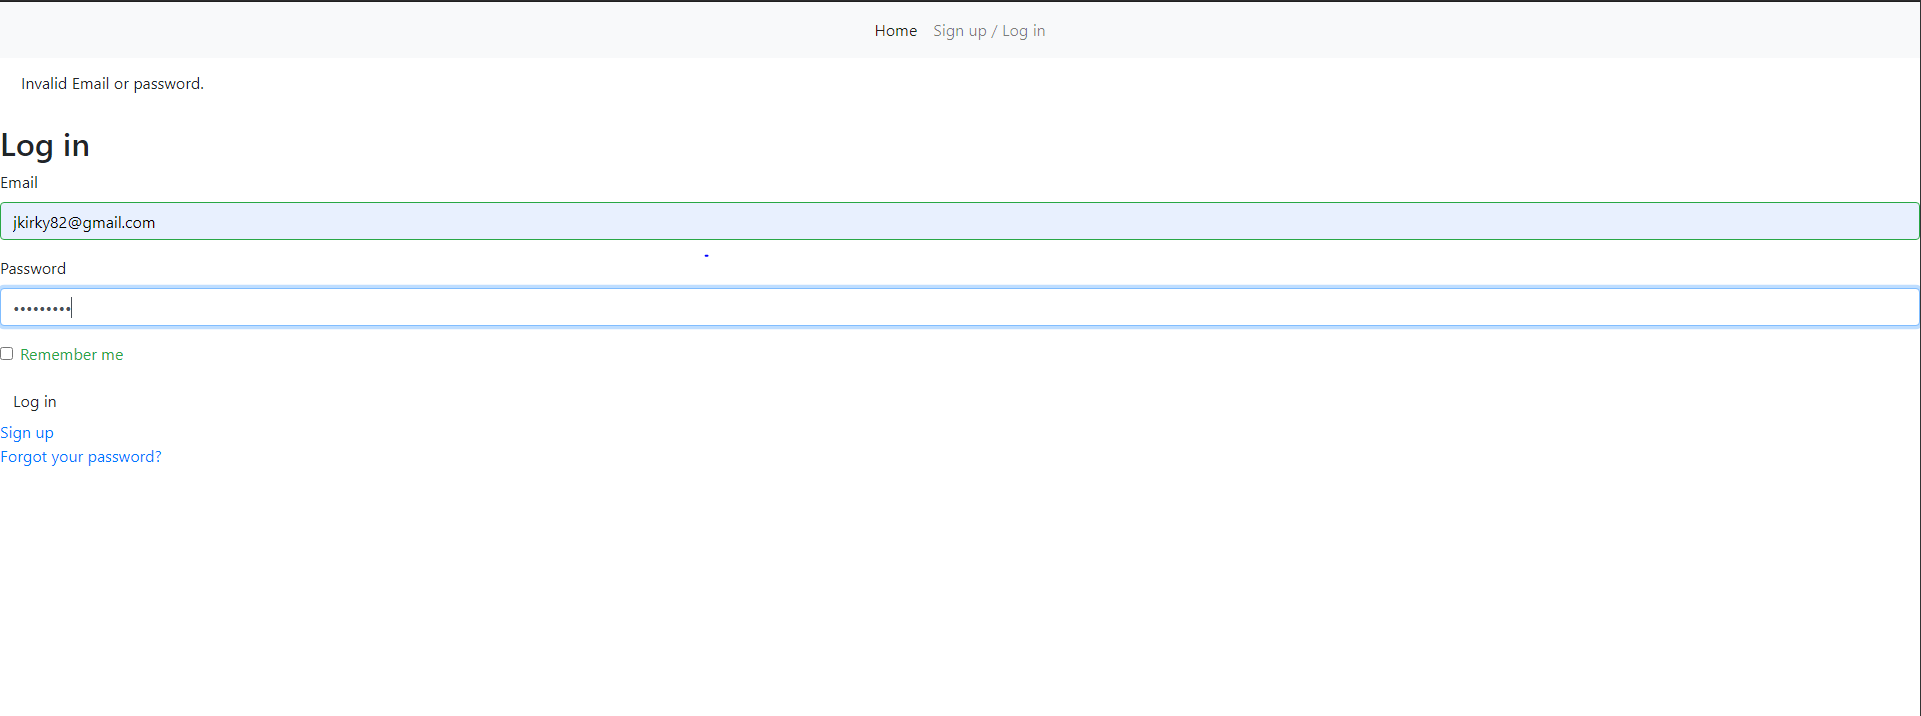 Home Sign up / Log in
Invalid Email or password.
Log in
Email
jkirky82@gmail.com
Password
•••••••••
Remember me
Log in
Sign up
Forgot your password?